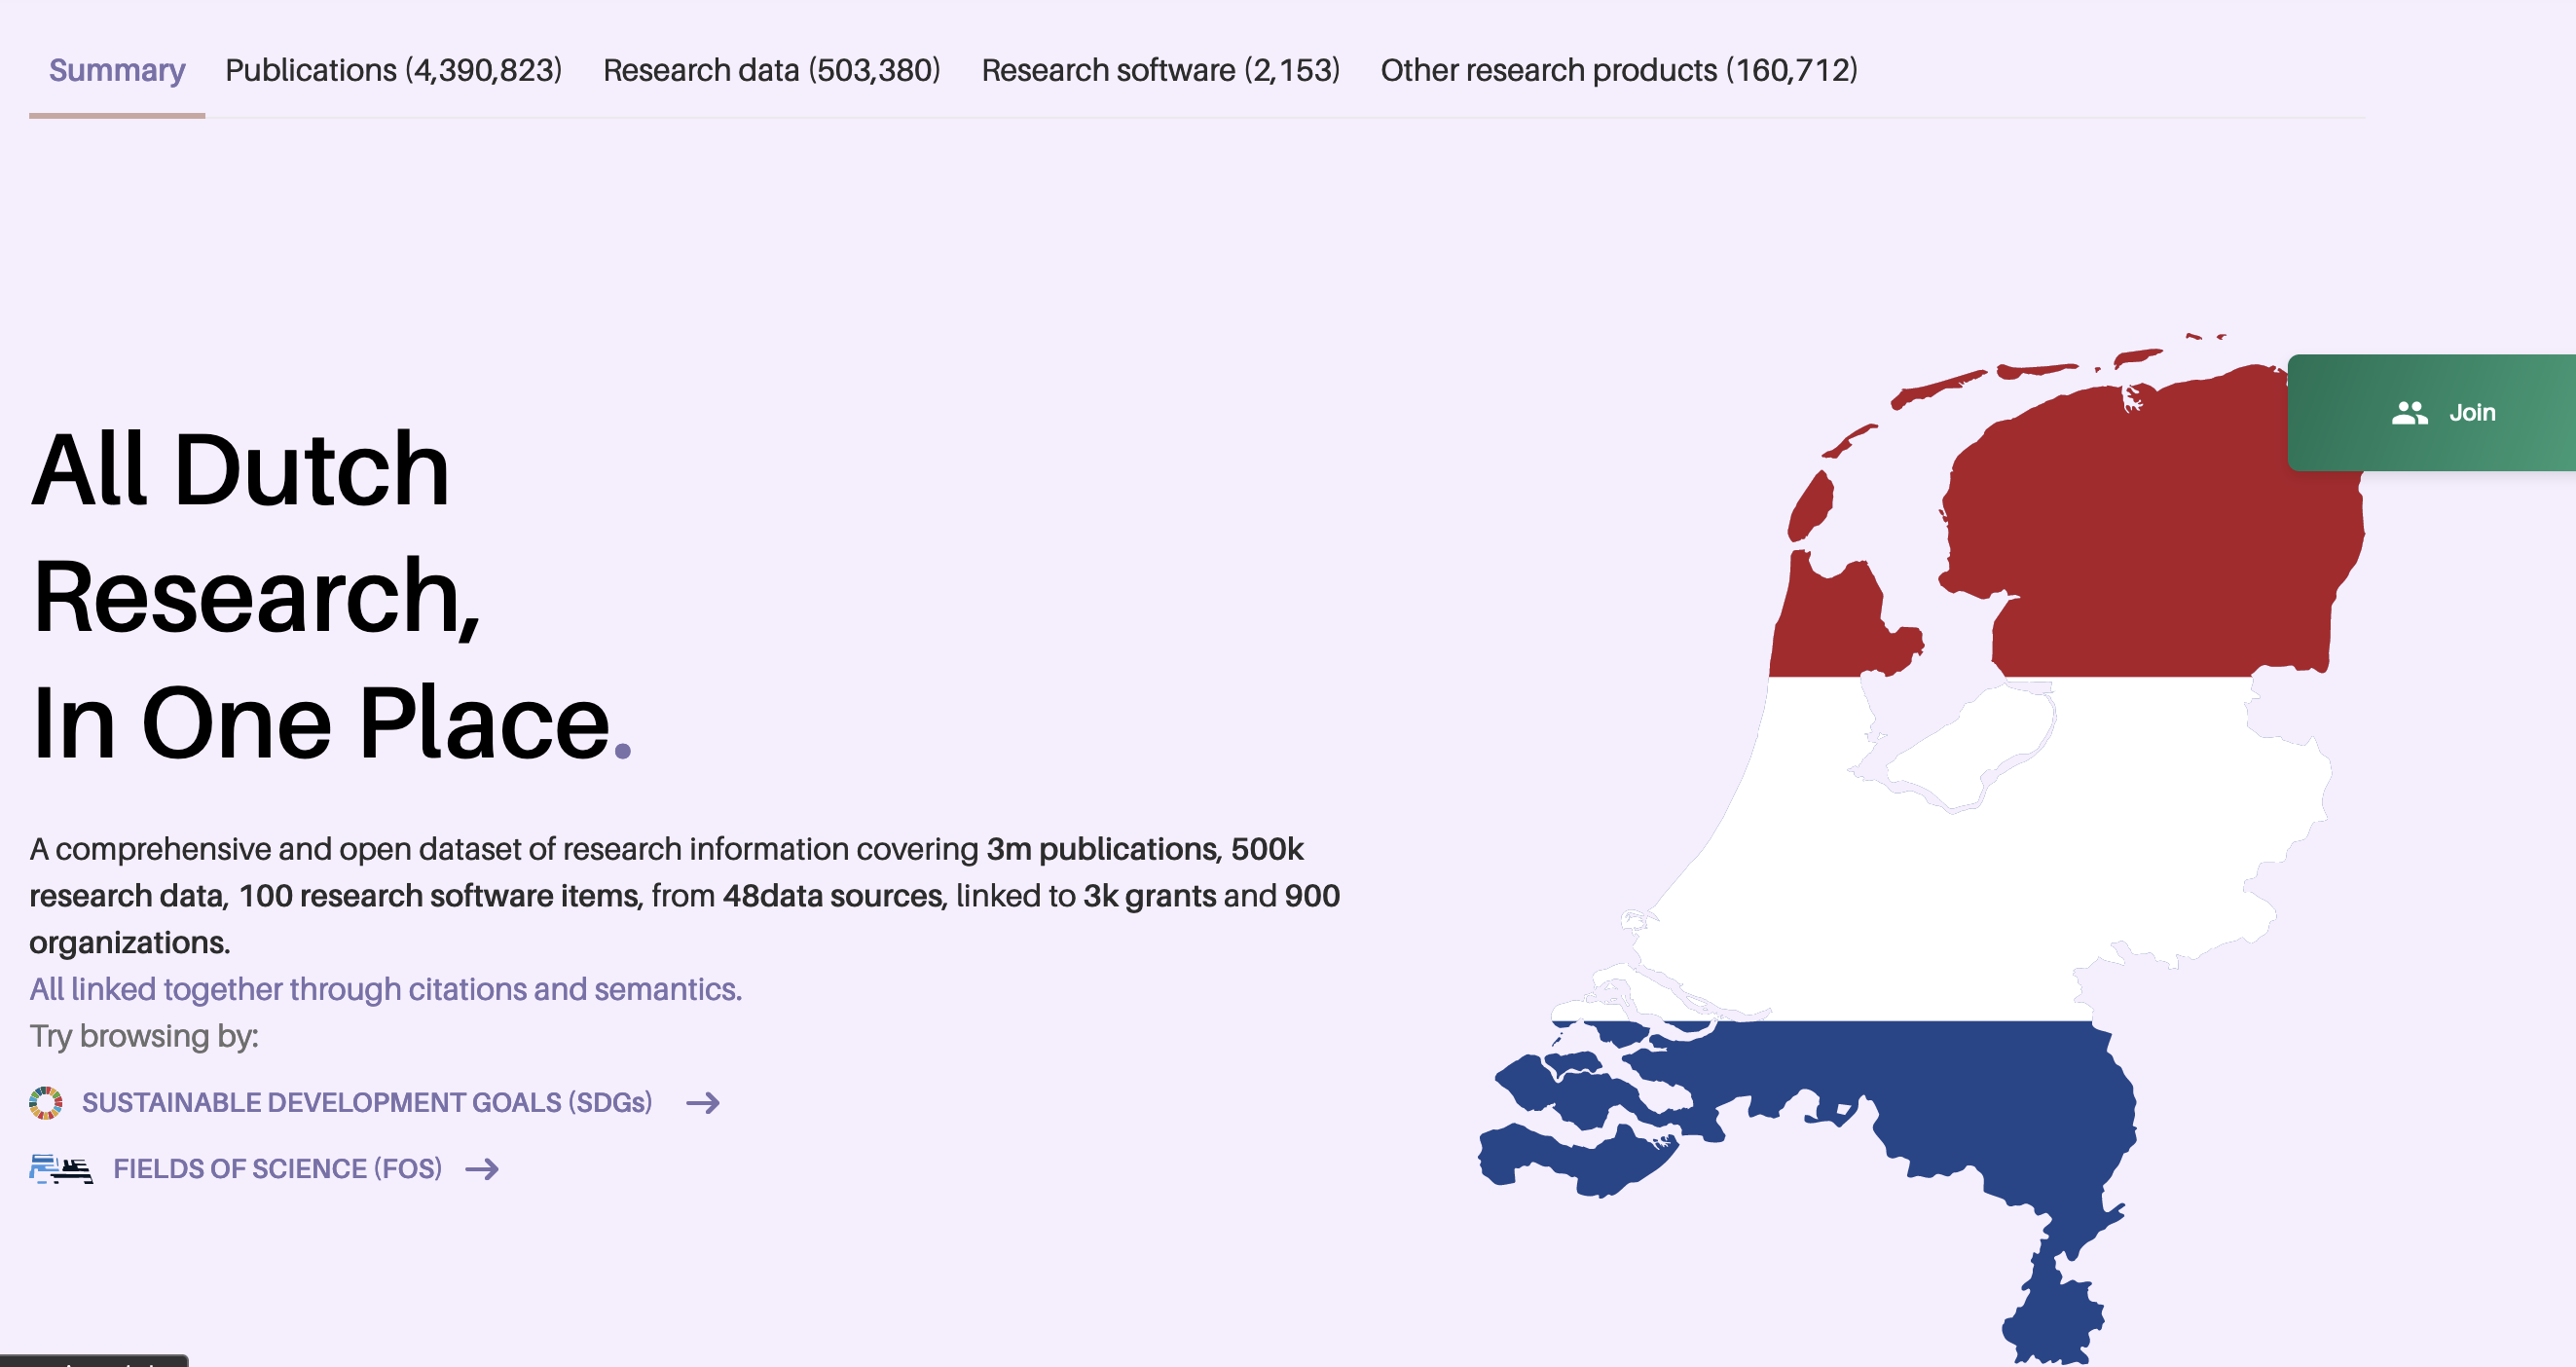 Summary Publications (4,390,823) Research data (503,380) Research software (2,153) Other research products (160,712)
Join
All Dutch
Research,
In One Place.
A comprehensive and open dataset of research information covering 3m publications, 500k
research data, 100 research software items, from 48data sources, linked to 3k grants and 900
organizations.
All linked together through citations and semantics.
Try browsing by:
SUSTAINABLE DEVELOPMENT GOALS (SDGs)
FIELDS OF SCIENCE (FOS)